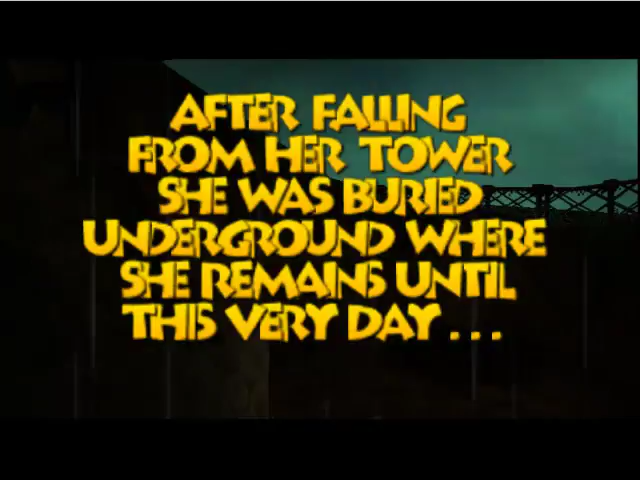 AFTER FALLING
FROM HER TOWER
SHE WAS BURIED
UNDERGROUND WHERE
SHE REMAINS UNTIL
THIS VERY DAY . . .